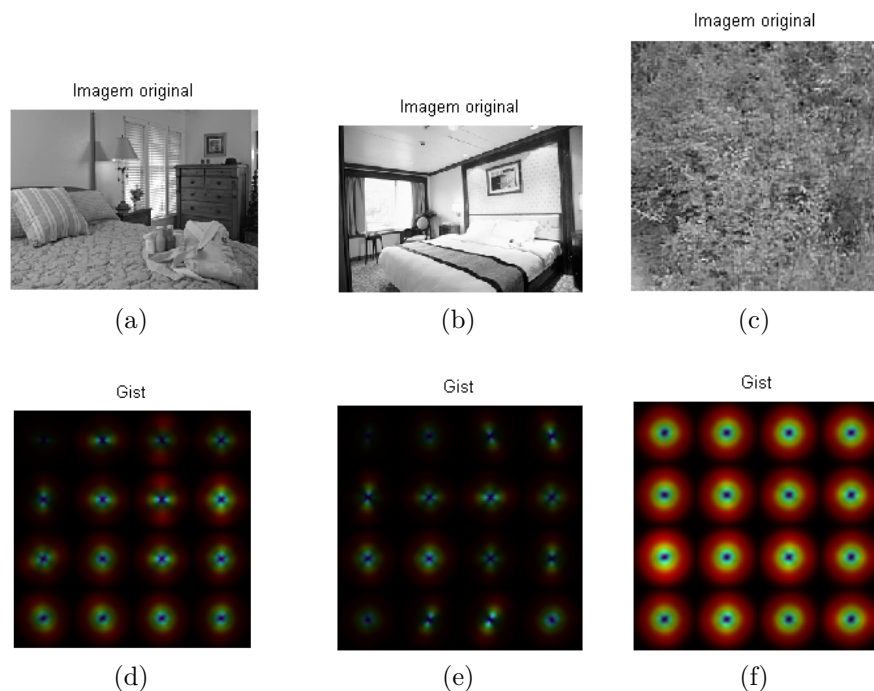 Imagem original
Imagem original
Imagem original
(a)
(b)
(c)
Gist
Gist
Gist
(d)
(e)
(f)